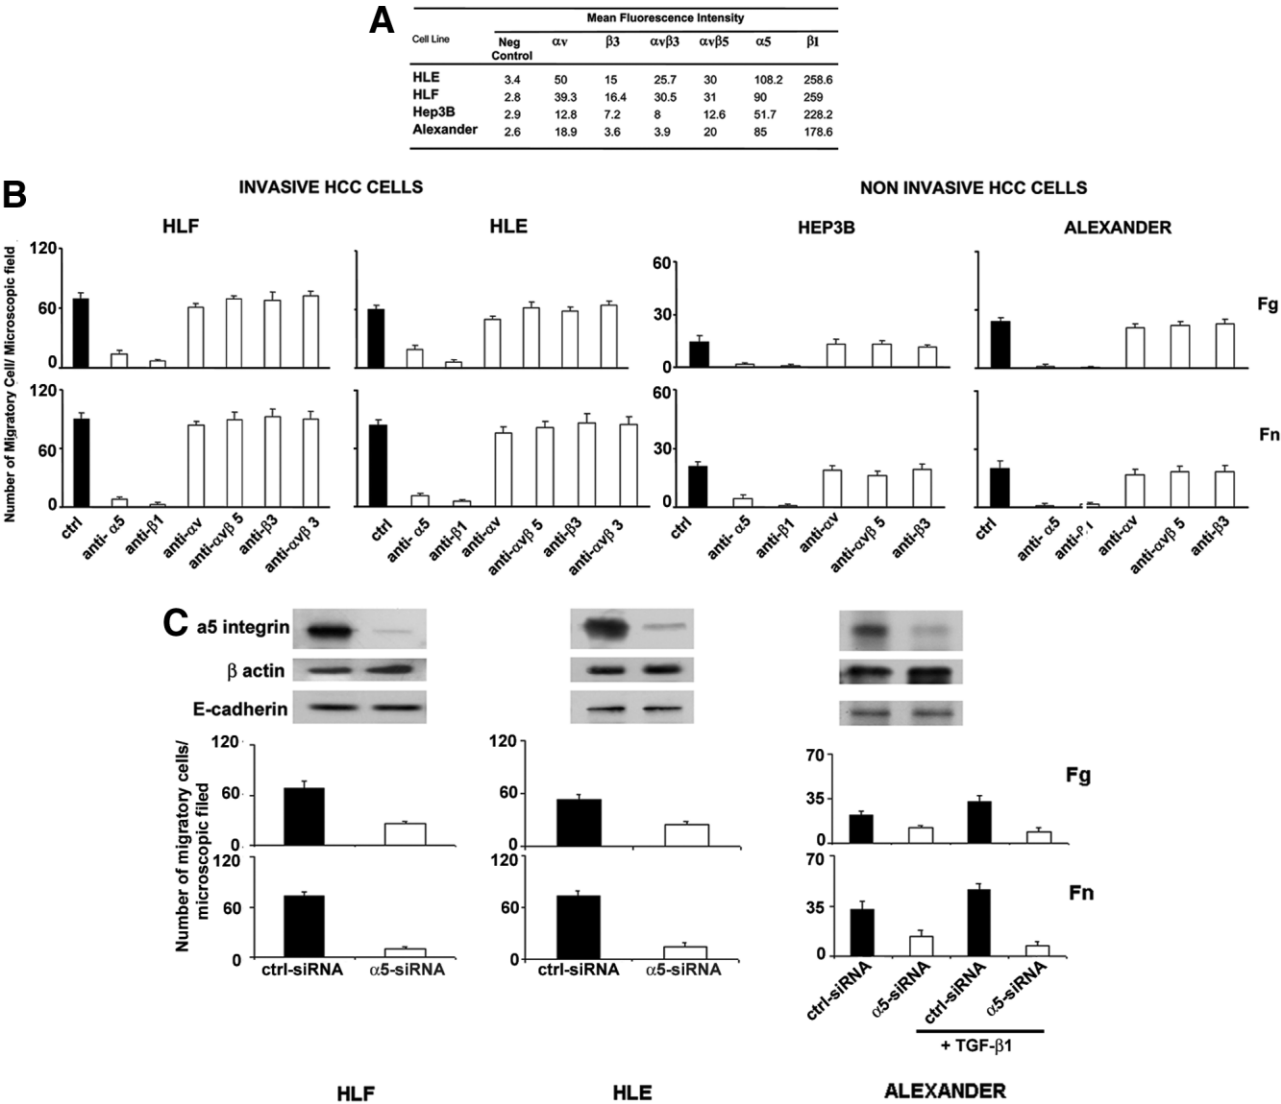 A
Mean Fluorescence Intensity
Cell Line Neg Control αv β3 αvβ3 αvβ5 α5 β1
HLE 3.4 50 15 25.7 30 108.2 258.6
HLF 2.8 39.3 16.4 30.5 31 90 259
Hep3B 2.9 12.8 7.2 8 12.6 51.7 228.2
Alexander 2.6 18.9 3.6 3.9 20 85 178.6
B
INVASIVE HCC CELLS NON INVASIVE HCC CELLS
HLF HLE HEP3B ALEXANDER
Number of Migratory Cell/ Microscopic field
120
60
0
60
30
0
Fg
120
60
0
60
30
0
Fn
ctrl anti- α5 anti-β1 anti-αv anti-αvβ 5 anti-β3 anti-αvβ 3
ctrl anti- α5 anti-β1 anti-αv anti-αvβ 5 anti-β3 anti-αvβ 3
ctrl anti- α5 anti-β1 anti-αv anti-αvβ 5 anti-β3
ctrl anti- α5 anti-αv anti-αvβ 5 anti-β3
C
a5 integrin
β actin
E-cadherin
Number of migratory cells/
microscopic filed
120
60
0
120
60
0
70
35
0
Fg
120
60
0
120
60
0
70
35
0
Fn
ctrl-siRNA α5-siRNA
ctrl-siRNA α5-siRNA
ctrl-siRNA α5-siRNA ctrl-siRNA α5-siRNA
+ TGF-β1
HLF HLE ALEXANDER